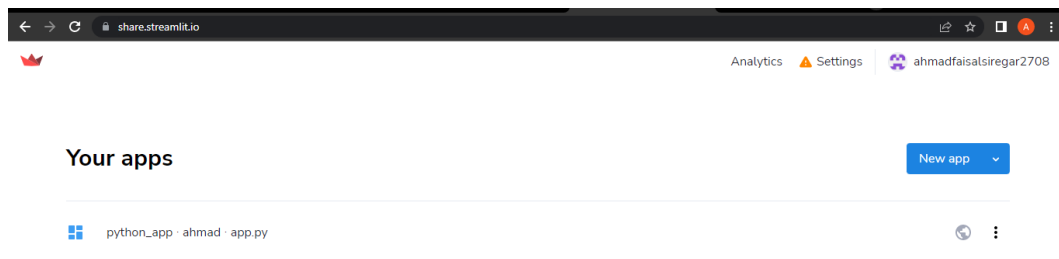 share.streamlit.io
A
Analytics Settings ahmadfaisalsiregar2708
Your apps
New app
python_app · ahmad · app.py